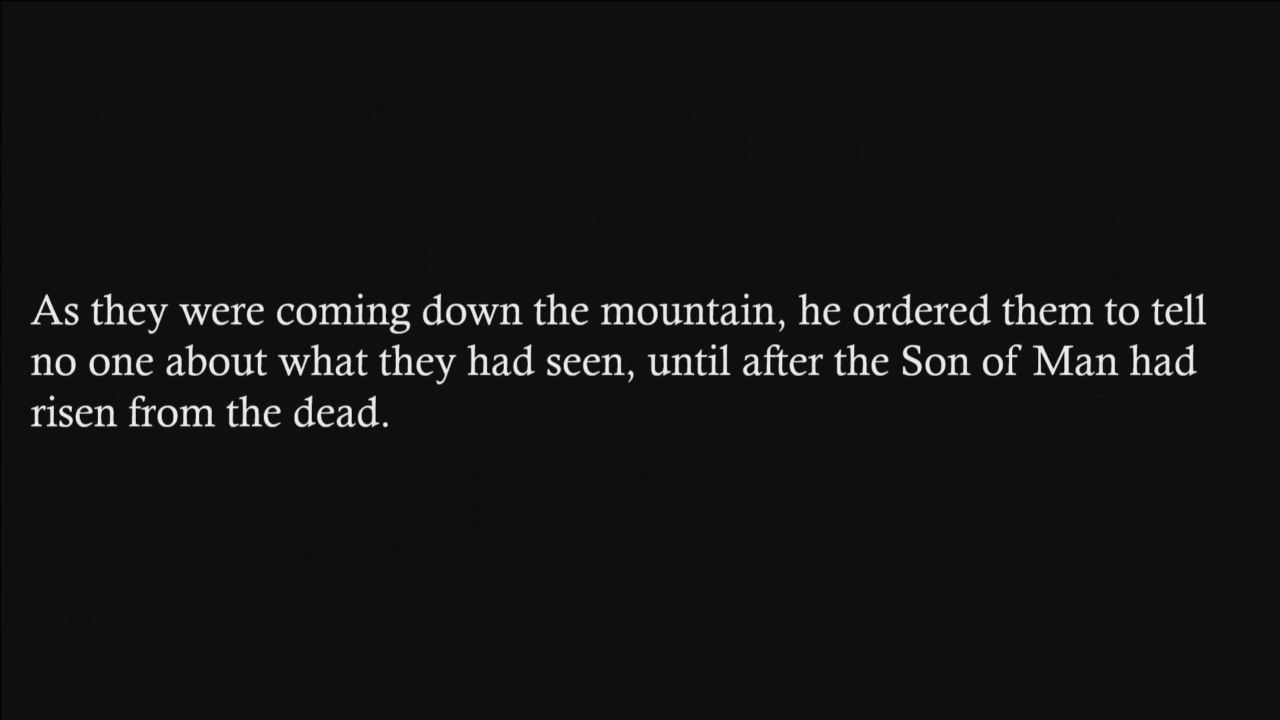 As they were coming down the mountain, he ordered them to tell
no one about what they had seen, until after the Son of Man had
risen from the dead.